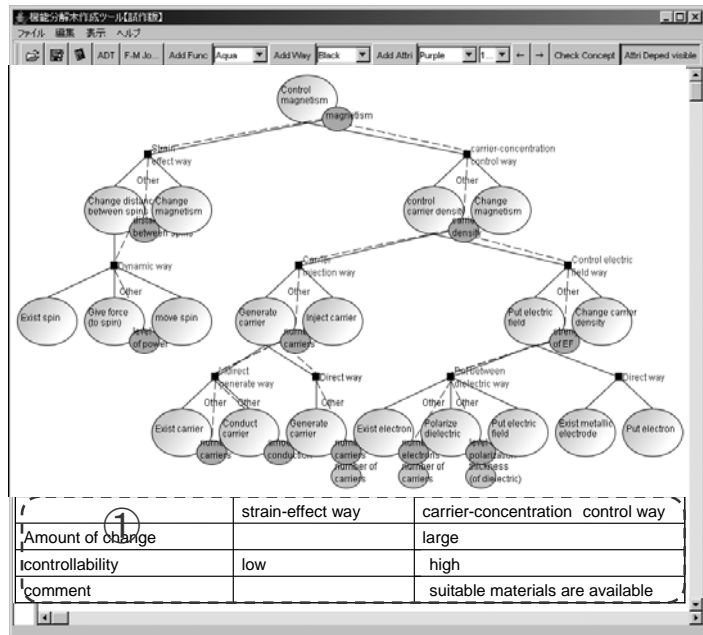 機能分解木作成ツール【試作版】
ファイル 編集 表示 ヘルプ
ADT F-M Jo... Add Func Aqua Add Way Black Add Attri Purple 1... ← → Check Concept Attri Deped visible
Control
magnetism
magnetism
Strain
effect way
carrier-concentration
control way
Other
Other
Change distanc
between spins
Change
magnetism
distan
between spins
control
carrier density
Change
magnetism
carrie
density
Dynamic way
Carrier
injection way
Control electric
field way
Other
Other
Other
Exist spin
Give force
(to spin)
move spin
level-
of power
Generate
carrier
Inject carrier
numb
carriers
Put electric
field
Change carrier
density
streng
of EF
Indirect
generate way
Direct way
Put between
dielectric way
Direct way
Other Other Other
Other Other
Exist carrier
Conduct
carrier
Generate
carrier
Exist electron
Polarize
dielectric
Put electric
field
Exist metallic
electrode
Put electron
carriers
conduction
carriers
number of
carriers
electrons
number of
carriers
polarization
thickness
(of dielectric)
①
strain-effect way carrier-concentration control way
Amount of change large
controllability low high
comment suitable materials are available